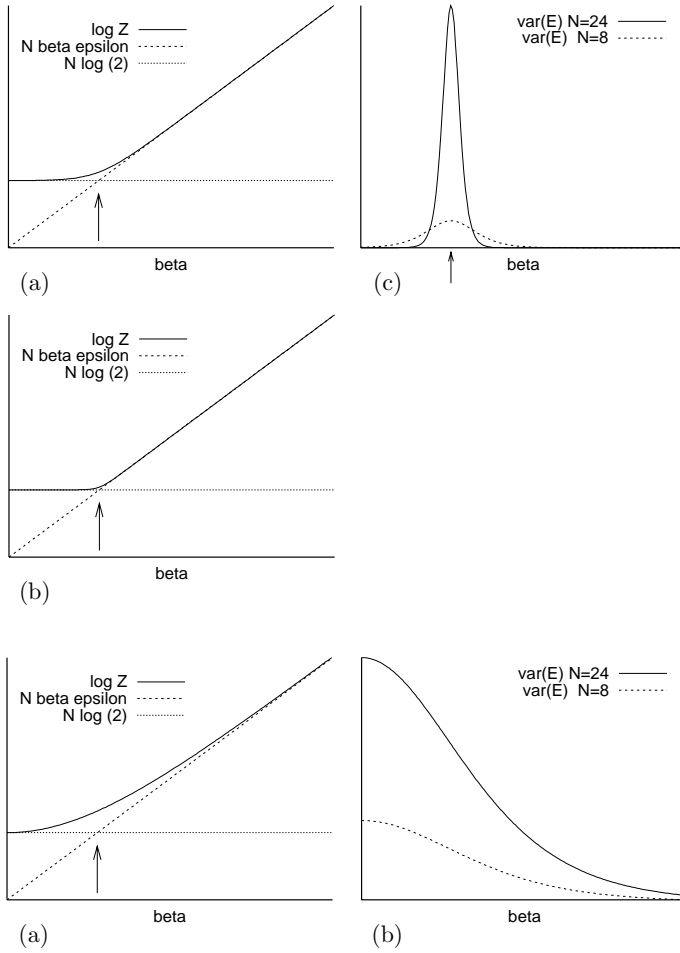 log Z
N beta epsilon
N log (2)
beta
(a)
var(E) N=24
var(E) N=8
beta
(c)
log Z
N beta epsilon
N log (2)
beta
(b)
log Z
N beta epsilon
N log (2)
beta
(a)
var(E) N=24
var(E) N=8
beta
(b)